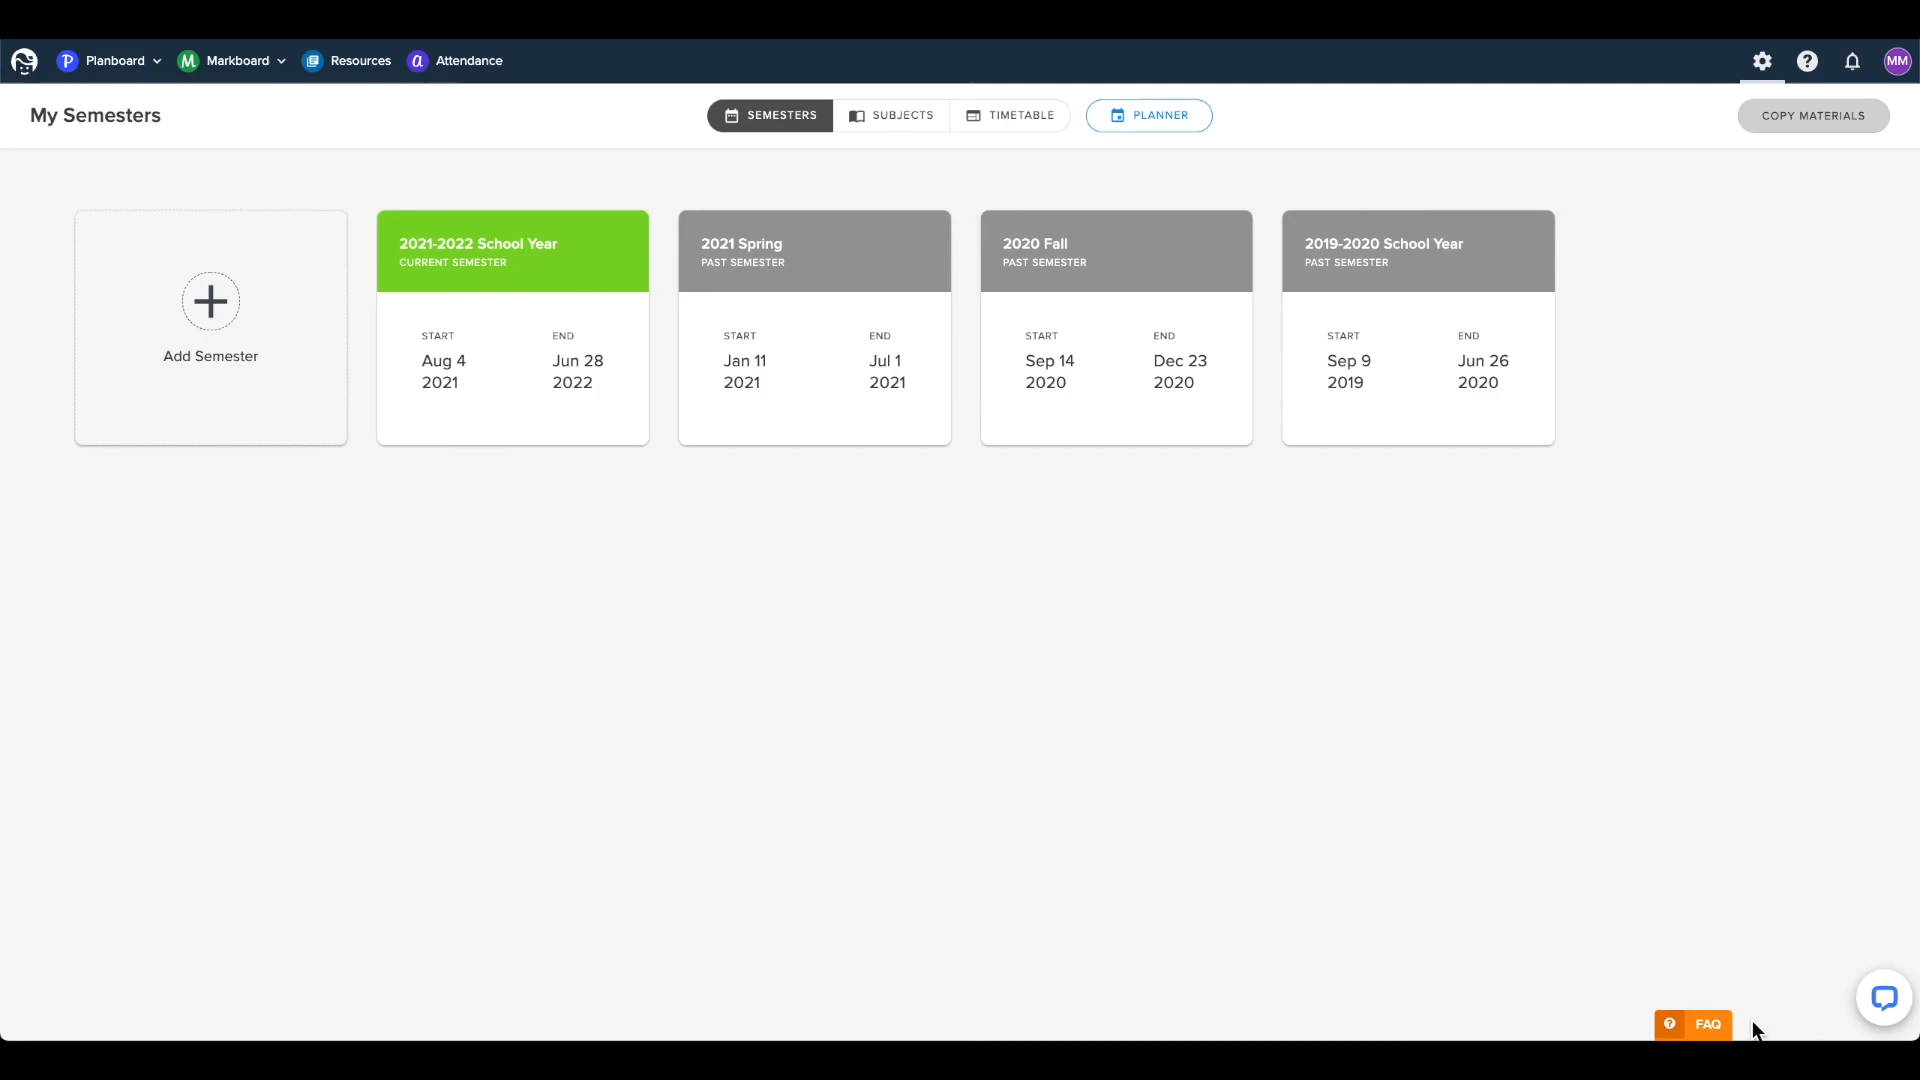 P Planboard M Markboard Resources a Attendance ? MM
My Semesters SEMESTERS SUBJECTS TIMETABLE PLANNER COPY MATERIALS
Add Semester
2021-2022 School Year
CURRENT SEMESTER
START END
Aug 4 Jun 28
2021 2022
2021 Spring
PAST SEMESTER
START END
Jan 11 Jul 1
2021 2021
2020 Fall
PAST SEMESTER
START END
Sep 14 Dec 23
2020 2020
2019-2020 School Year
PAST SEMESTER
START END
Sep 9 Jun 26
2019 2020
? FAQ